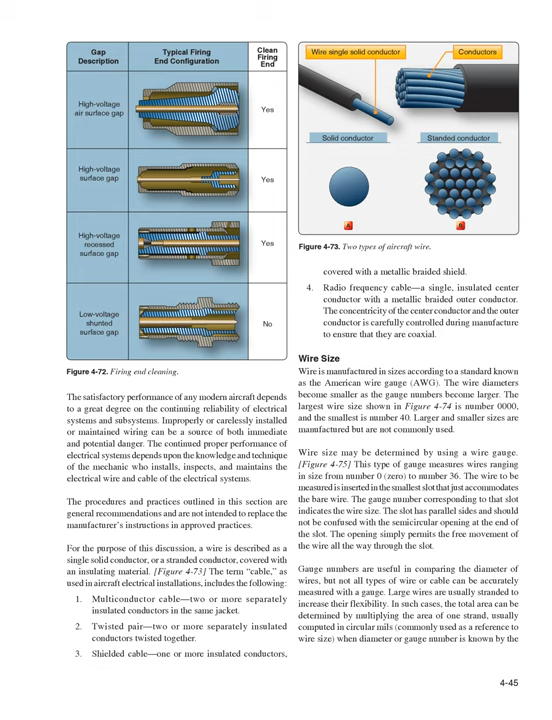 Gap
Description
Typical Firing
End Configuration
Clean
Firing
End
High-voltage
air surface gap
Yes
High-voltage
surface gap
Yes
High-voltage
recessed
surface gap
Yes
Low-voltage
shunted
surface gap
No
Figure 4-72. Firing end cleaning.
The satisfactory performance of any modern aircraft depends
to a great degree on the continuing reliability of electrical
systems and subsystems. Improperly or carelessly installed
or maintained wiring can be a source of both immediate
and potential danger. The continued proper performance of
electrical systems depends upon the knowledge and technique
of the mechanic who installs, inspects, and maintains the
electrical wire and cable of the electrical systems.
The procedures and practices outlined in this section are
general recommendations and are not intended to replace the
manufacturer's instructions in approved practices.
For the purpose of this discussion, a wire is described as a
single solid conductor, or a stranded conductor, covered with
an insulating material. [Figure 4-73] The term “cable,” as
used in aircraft electrical installations, includes the following:
1. Multiconductor cable—two or more separately
insulated conductors in the same jacket.
2. Twisted pair—two or more separately insulated
conductors twisted together.
3. Shielded cable—one or more insulated conductors,
Wire single solid conductor
Conductors
Solid conductor
Standed conductor
A
B
Figure 4-73. Two types of aircraft wire.
covered with a metallic braided shield.
4. Radio frequency cable—a single, insulated center
conductor with a metallic braided outer conductor.
The concentricity of the center conductor and the outer
conductor is carefully controlled during manufacture
to ensure that they are coaxial.
Wire Size
Wire is manufactured in sizes according to a standard known
as the American wire gauge (AWG). The wire diameters
become smaller as the gauge numbers become larger. The
largest wire size shown in Figure 4-74 is number 0000,
and the smallest is number 40. Larger and smaller sizes are
manufactured but are not commonly used.
Wire size may be determined by using a wire gauge.
[Figure 4-75] This type of gauge measures wires ranging
in size from number 0 (zero) to number 36. The wire to be
measured is inserted in the smallest slot that just accommodates
the bare wire. The gauge number corresponding to that slot
indicates the wire size. The slot has parallel sides and should
not be confused with the semicircular opening at the end of
the slot. The opening simply permits the free movement of
the wire all the way through the slot.
Gauge numbers are useful in comparing the diameter of
wires, but not all types of wire or cable can be accurately
measured with a gauge. Large wires are usually stranded to
increase their flexibility. In such cases, the total area can be
determined by multiplying the area of one strand, usually
computed in circular mils (commonly used as a reference to
wire size) when diameter or gauge number is known by the
4-45